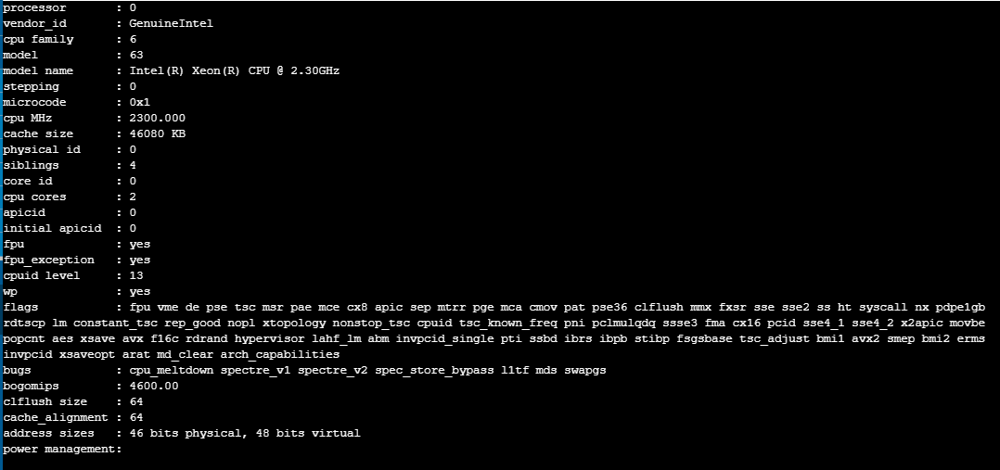 processor : 0
vendor_id : GenuineIntel
cpu family : 6
model : 63
model name : Intel(R) Xeon(R) CPU @ 2.30GHz
stepping : 0
microcode : 0x1
cpu MHz : 2300.000
cache size : 46080 KB
physical id : 0
siblings : 4
core id : 0
cpu cores : 2
apicid : 0
initial apicid : 0
fpu : yes
fpu_exception : yes
cpuid level : 13
wp : yes
flags : fpu vme de pse tsc msr pae mce cx8 apic sep mtrr pge mca cmov pat pse36 clflush mmx fxsr sse sse2 ss ht syscall nx pdpe1gb
rdtscp lm constant_tsc rep_good nopl xtopology nonstop_tsc cpuid tsc_known_freq pni pclmulqdq ssse3 fma cx16 pcid sse4_1 sse4_2 x2apic movbe
popcnt aes xsave avx f16c rdrand hypervisor lahf_lm abm invpcid_single pti ssbd ibrs ibpb stibp fsgsbase tsc_adjust bmi1 avx2 smep bmi2 erms
invpcid xsaveopt arat md_clear arch_capabilities
bugs : cpu_meltdown spectre_v1 spectre_v2 spec_store_bypass l1tf mds swapgs
bogomips : 4600.00
clflush size : 64
cache_alignment : 64
address sizes : 46 bits physical, 48 bits virtual
power management: